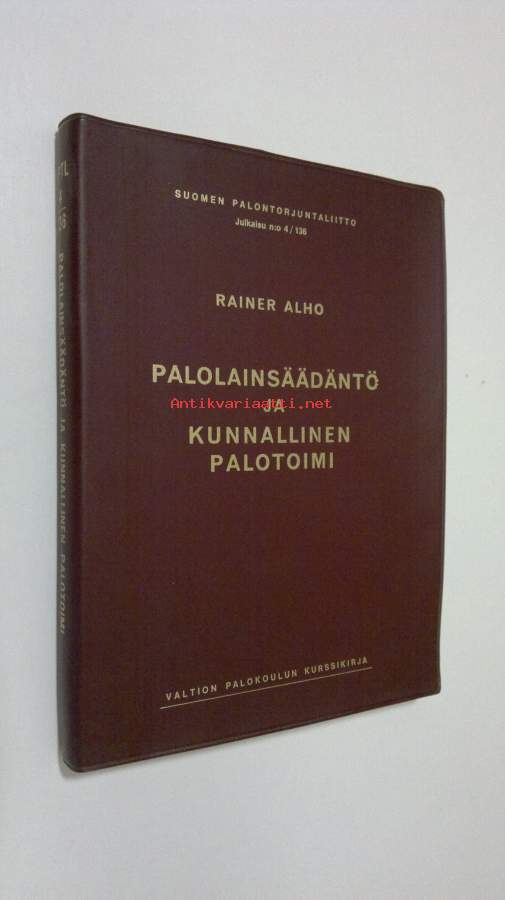 SUOMEN PALONTORJUNTALIITTO
Julkaisu n:o 4/136
RAINER ALHO
PALOLAINSÄÄDÄNTÖ
JA
KUNNALLINEN
PALOTOIMI
VALTION PALOKOULUN KURSSIKIRJA
Antikvariaatti.net
PALOLAINSÄÄDÄNTÖ JA KUNNALLINEN PALOTOIMI